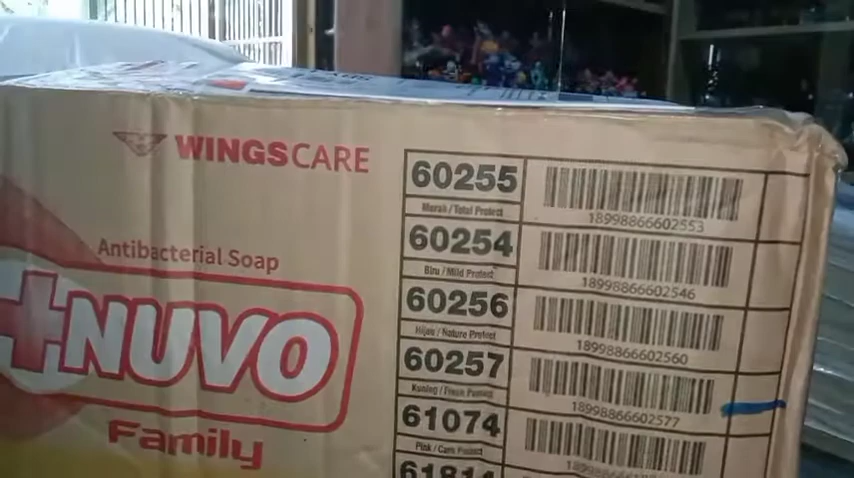 WINGSCARE
Antibacterial Soap
NUVO
Family
60255
Merah / Total Protect
18998866602553
60254
Biru / Mild Protect
18998866602546
60256
Hijau / Nature Protect
18998866602560
60257
Kuning / Fresh Protect
18998866602577
61074
Pink / Care Protect
61814